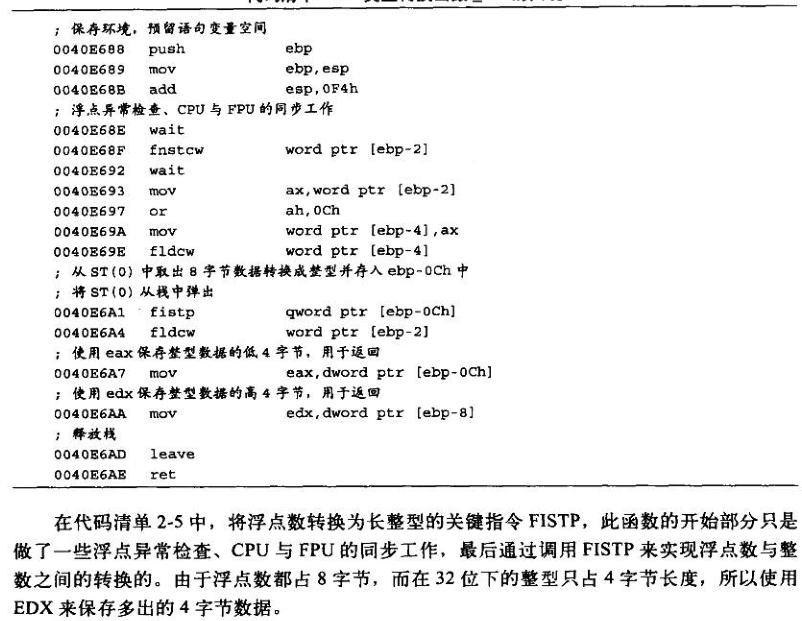 ; 保存环境，预留语句变量空间
0040E688 push ebp
0040E689 mov ebp,esp
0040E68B add esp,0F4h
; 浮点异常检查、CPU 与 FPU 的同步工作
0040E68E wait
0040E68F fnstcw word ptr [ebp-2]
0040E692 wait
0040E693 mov ax,word ptr [ebp-2]
0040E697 or ah,0Ch
0040E69A mov word ptr [ebp-4],ax
0040E69E fldcw word ptr [ebp-4]
; 从 ST(0) 中取出 8 字节数据转换成整型并存入 ebp-0Ch 中
; 将 ST(0) 从栈中弹出
0040E6A1 fistp qword ptr [ebp-0Ch]
0040E6A4 fldcw word ptr [ebp-2]
; 使用 eax 保存整型数据的低 4 字节，用于返回
0040E6A7 mov eax,dword ptr [ebp-0Ch]
; 使用 edx 保存整型数据的高 4 字节，用于返回
0040E6AA mov edx,dword ptr [ebp-8]
; 释放栈
0040E6AD leave
0040E6AE ret
在代码清单 2-5 中，将浮点数转换为长整型的关键指令 FISTP，此函数的开始部分只是
做了一些浮点异常检查、CPU 与 FPU 的同步工作，最后通过调用 FISTP 来实现浮点数与整
数之间的转换的。由于浮点数都占 8 字节，而在 32 位下的整型只占 4 字节长度，所以使用
EDX 来保存多出的 4 字节数据。